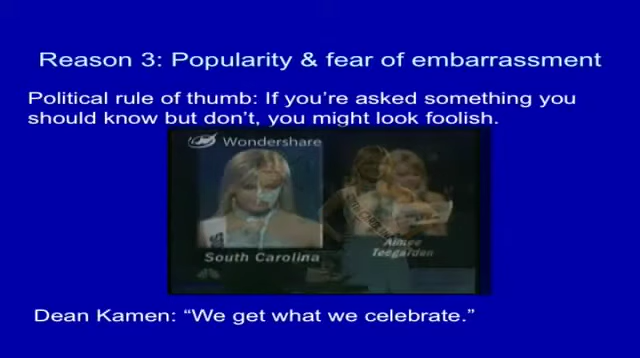 Reason 3: Popularity & fear of embarrassment
Political rule of thumb: If you're asked something you
should know but don't, you might look foolish.
Wondershare
South Carolina
Aimee
Teegarden
Dean Kamen: “We get what we celebrate.”